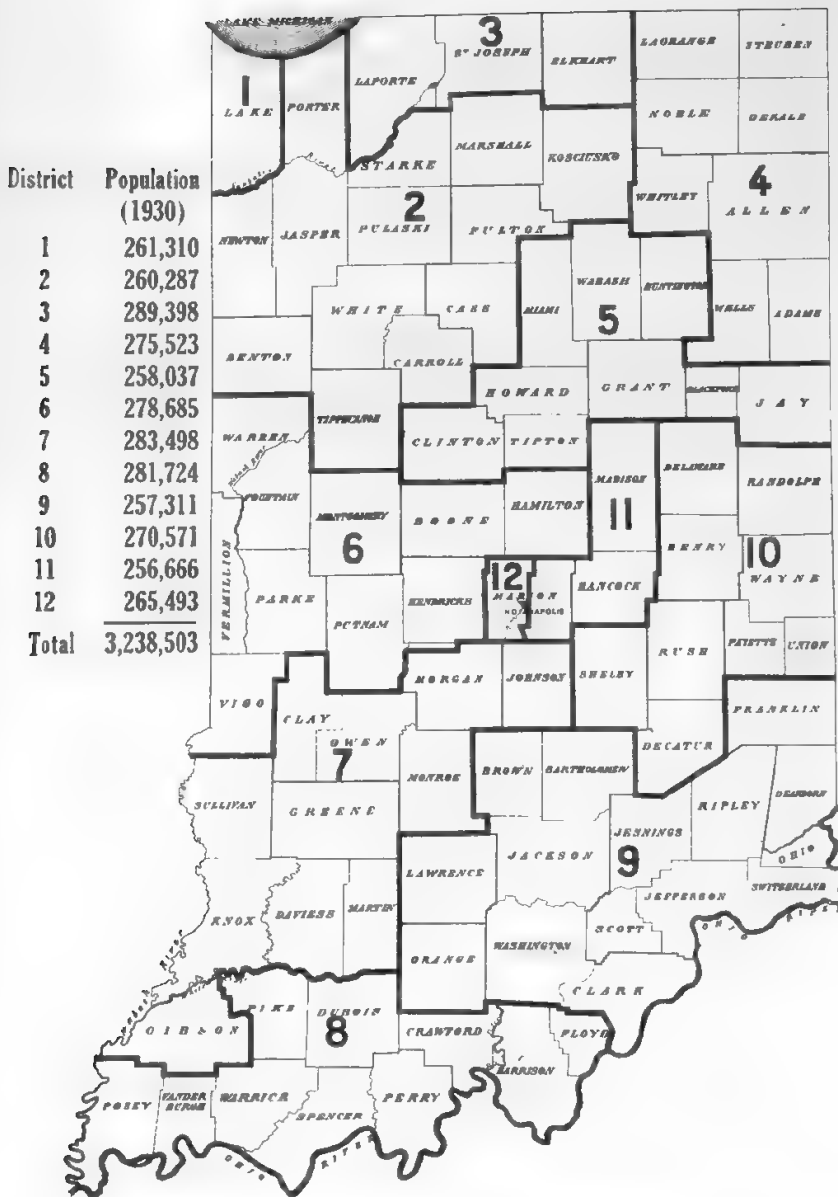 LAKE MICHIGAN
3
LAGRANGE
STEUBEN
ST JOSEPH
ELKHART
LAPORTE
1
LAKE
PORTER
NOBLE
DEKALB
MARSHALL
KOSCIUSKO
STARKE
District Population
(1930)
1 261,310
2 260,287
3 289,398
4 275,523
5 258,037
6 278,685
7 283,498
8 281,724
9 257,311
10 270,571
11 256,666
12 265,493
Total 3,238,503
4
WHITLEY
ALLEN
2
PULASKI
FULTON
NEWTON
JASPER
WABASH
HUNTINGTON
WHITE
CASS
MIAMI
5
WELLS
ADAMS
BENTON
CARROLL
HOWARD
GRANT
BLACKFORD
JAY
TIPPECANOE
WARREN
CLINTON
TIPTON
DELAWARE
MADISON
RANDOLPH
FOUNTAIN
MONTGOMERY
BOONE
HAMILTON
11
6
HENRY
10
WAYNE
VERMILLION
PARKE
HENDRICKS
12
MARION
INDIANAPOLIS
HANCOCK
PUTNAM
RUSH
FAYETTE
UNION
VIGO
MORGAN
JOHNSON
SHELBY
CLAY
FRANKLIN
OWEN
DECATUR
7
MONROE
BROWN
BARTHOLOMEW
SULLIVAN
GREENE
RIPLEY
DEARBORN
JENNINGS
JACKSON
9
OHIO
LAWRENCE
JEFFERSON
SWITZERLAND
KNOX
DAVIESS
MARTIN
SCOTT
OHIO RIVER
ORANGE
WASHINGTON
CLARK
WABASH RIVER
GIBSON
PIKE
DUBOIS
8
CRAWFORD
FLOYD
HARRISON
POSEY
VANDER
BURGH
WARRICK
SPENCER
PERRY
OHIO RIVER